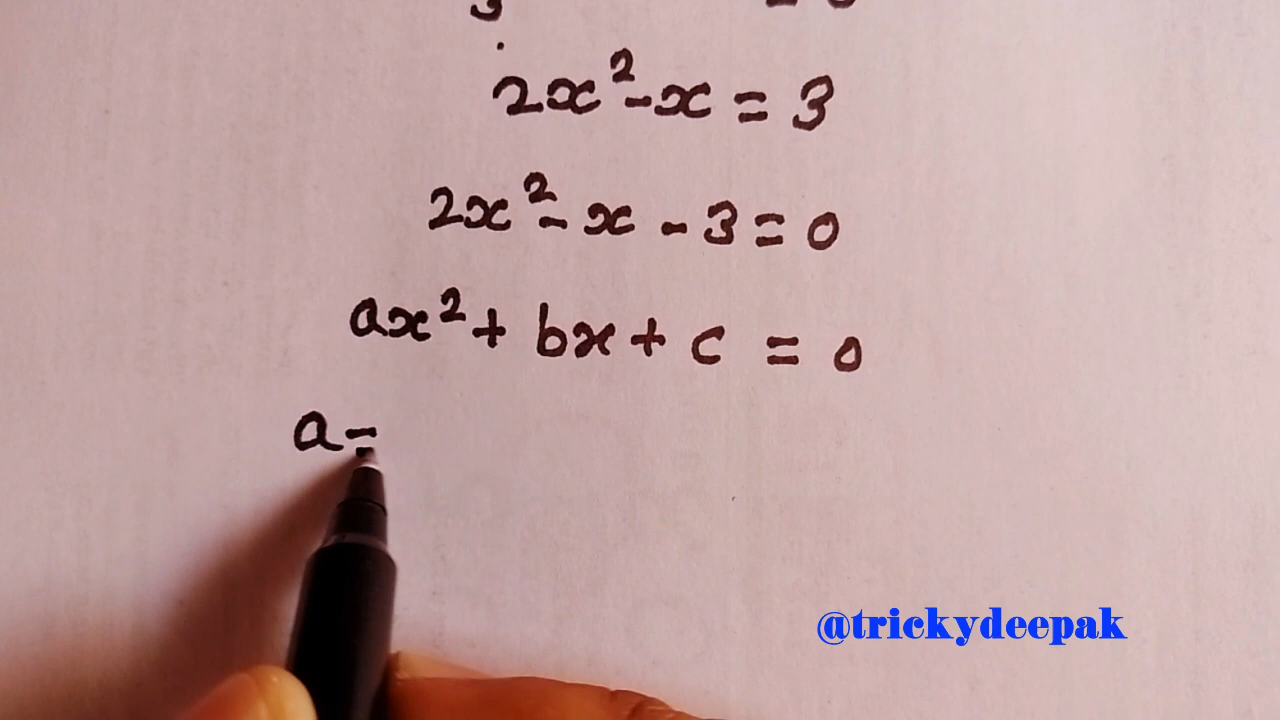 2x²-x = 3
2x²-x-3=0
ax²+bx+c = 0
a=
@trickydeepak